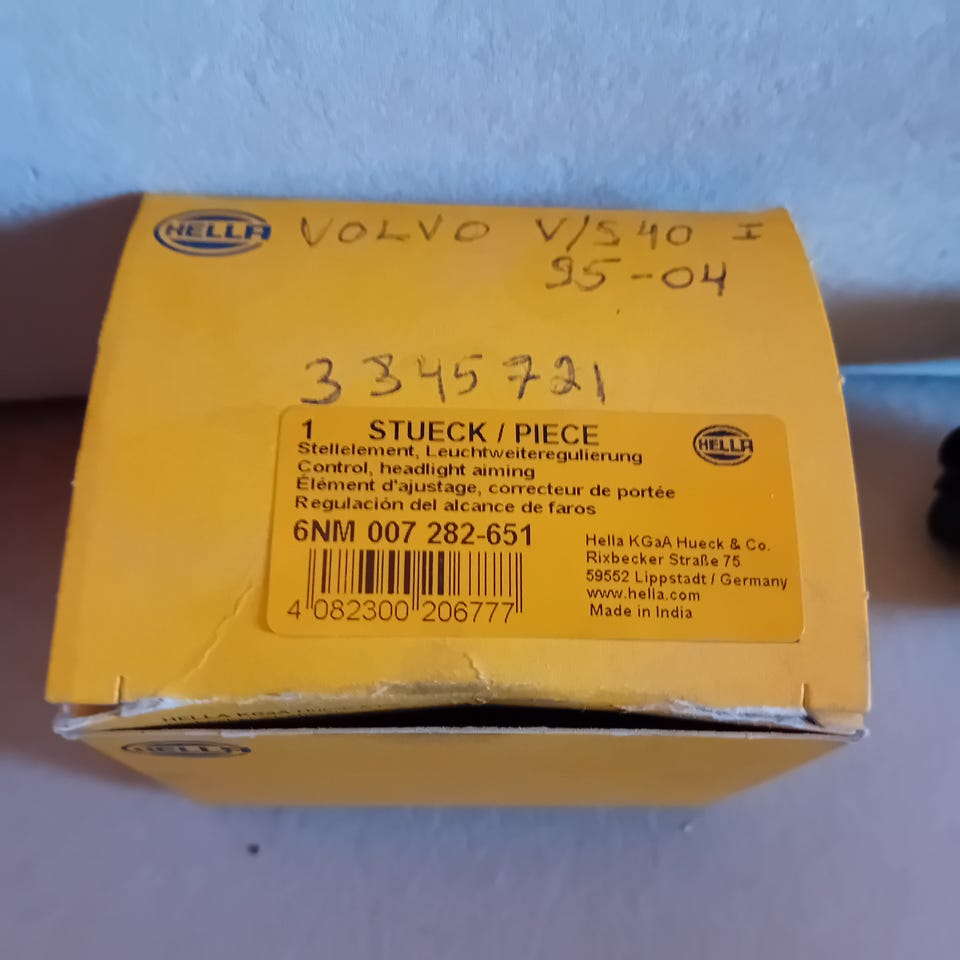 HELLA VOLVO V/S40 I
95-04
3345721
1 STUECK / PIECE
HELLA
Stellelement, Leuchtweiteregulierung
Control, headlight aiming
Élément d'ajustage, correcteur de portée
Regulación del alcance de faros
6NM 007 282-651
4 082300 206777
Hella KGaA Hueck & Co.
Rixbecker Straße 75
59552 Lippstadt / Germany
www.hella.com
Made in India
HELLA KGaA
HELLA